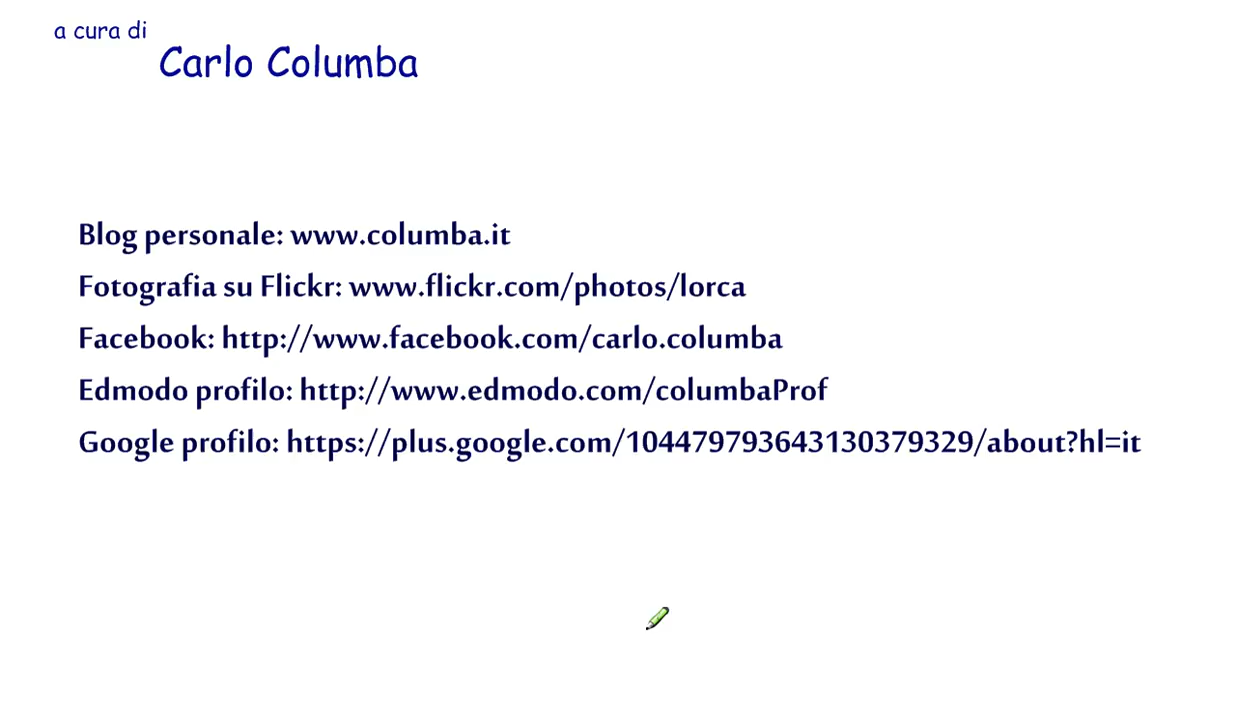 a cura di
Carlo Columba
Blog personale: www.columba.it
Fotografia su Flickr: www.flickr.com/photos/lorca
Facebook: http://www.facebook.com/carlo.columba
Edmodo profilo: http://www.edmodo.com/columbaProf
Google profilo: https://plus.google.com/104479793643130379329/about?hl=it